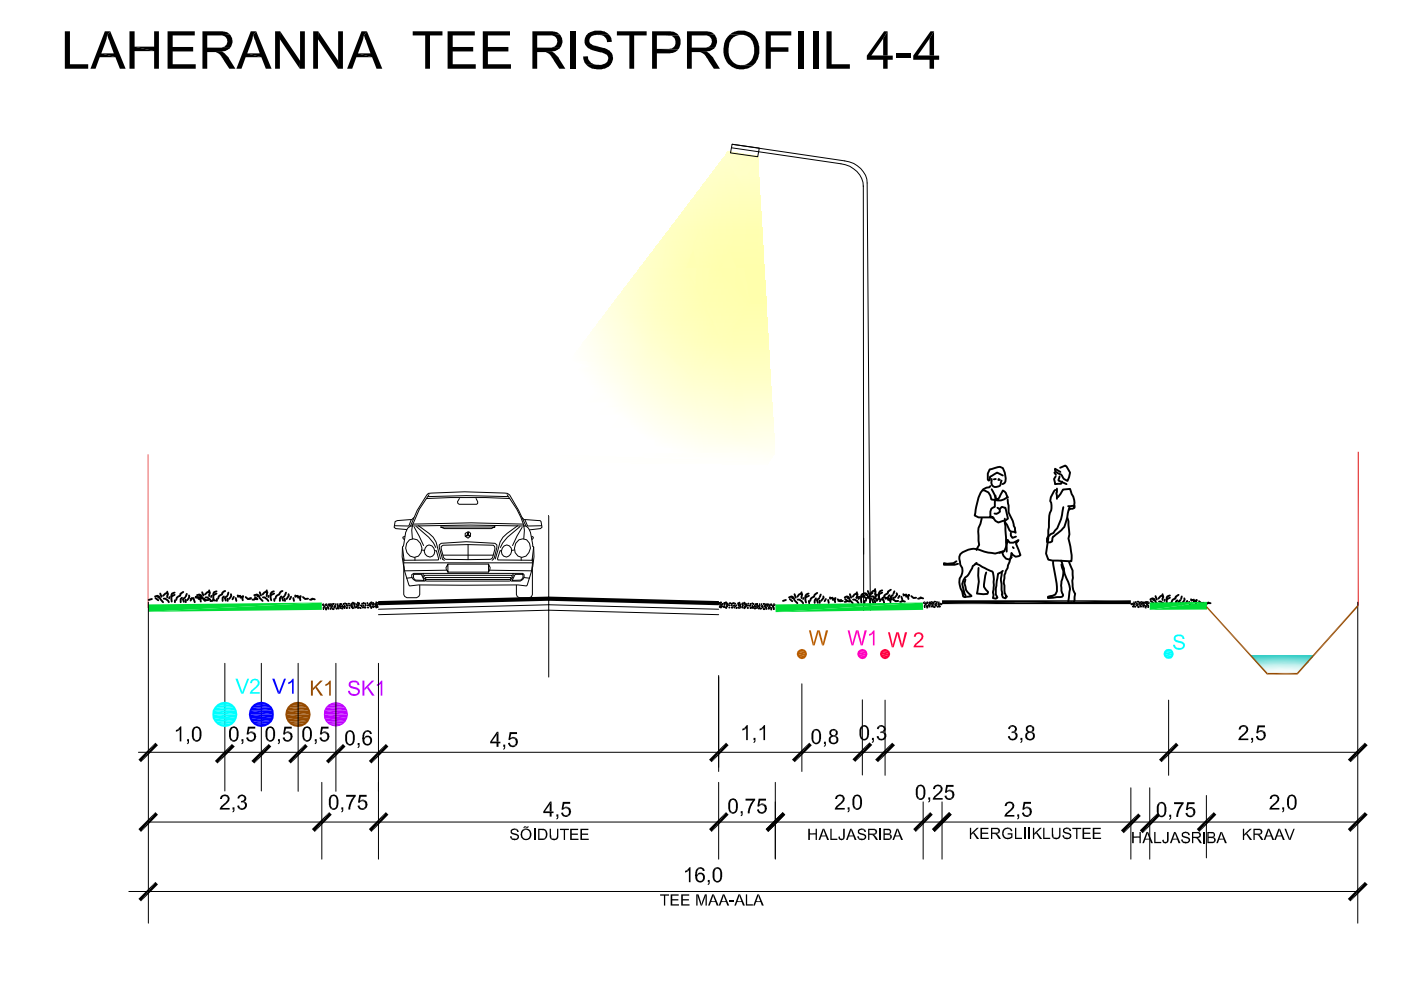 LAHERANNA TEE RISTPROFIIL 4-4
W W1 W 2 S
V2 V1 K1 SK1
1,0 0,5 0,5 0,5 0,6 4,5 1,1 0,8 0,3 3,8 2,5
2,3 0,75 4,5 0,75 2,0 0,25 2,5 0,75 2,0
SÕIDUTEE HALJASRIBA KERGLIIKLUSTEE HALJASRIBA KRAAV
16,0
TEE MAA-ALA